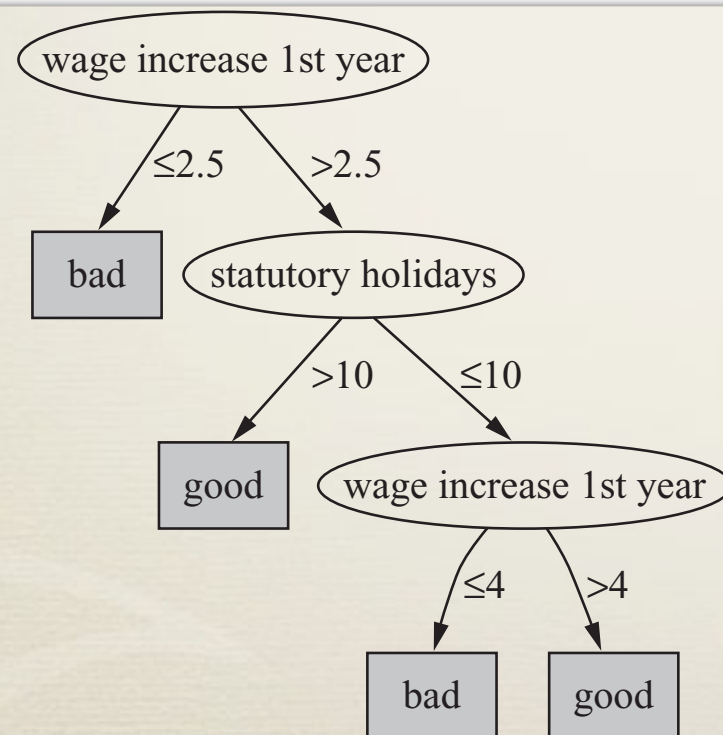 wage increase 1st year
≤2.5
>2.5
bad
statutory holidays
>10
≤10
good
wage increase 1st year
≤4
>4
bad
good